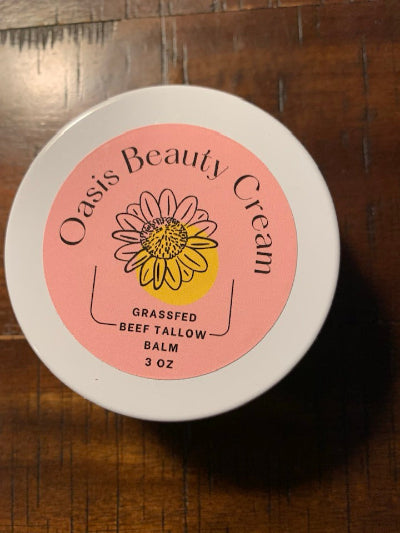 Oasis Beauty Cream
GRASSFED
BEEF TALLOW
BALM
3 OZ